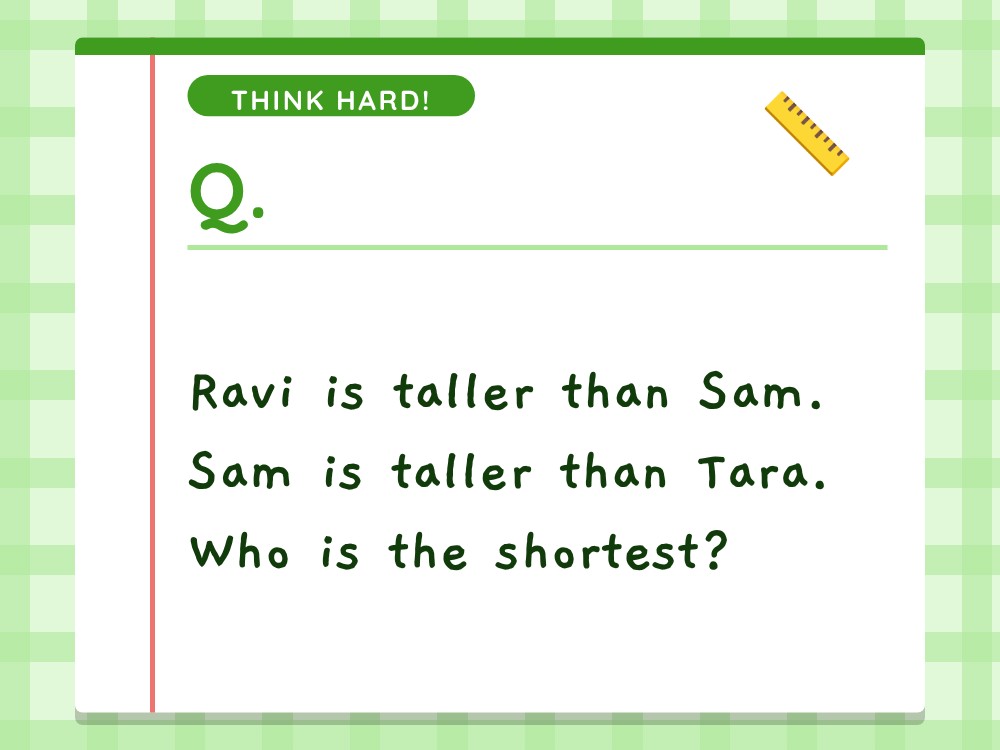 THINK HARD!
Q.
Ravi is taller than Sam.
Sam is taller than Tara.
Who is the shortest?